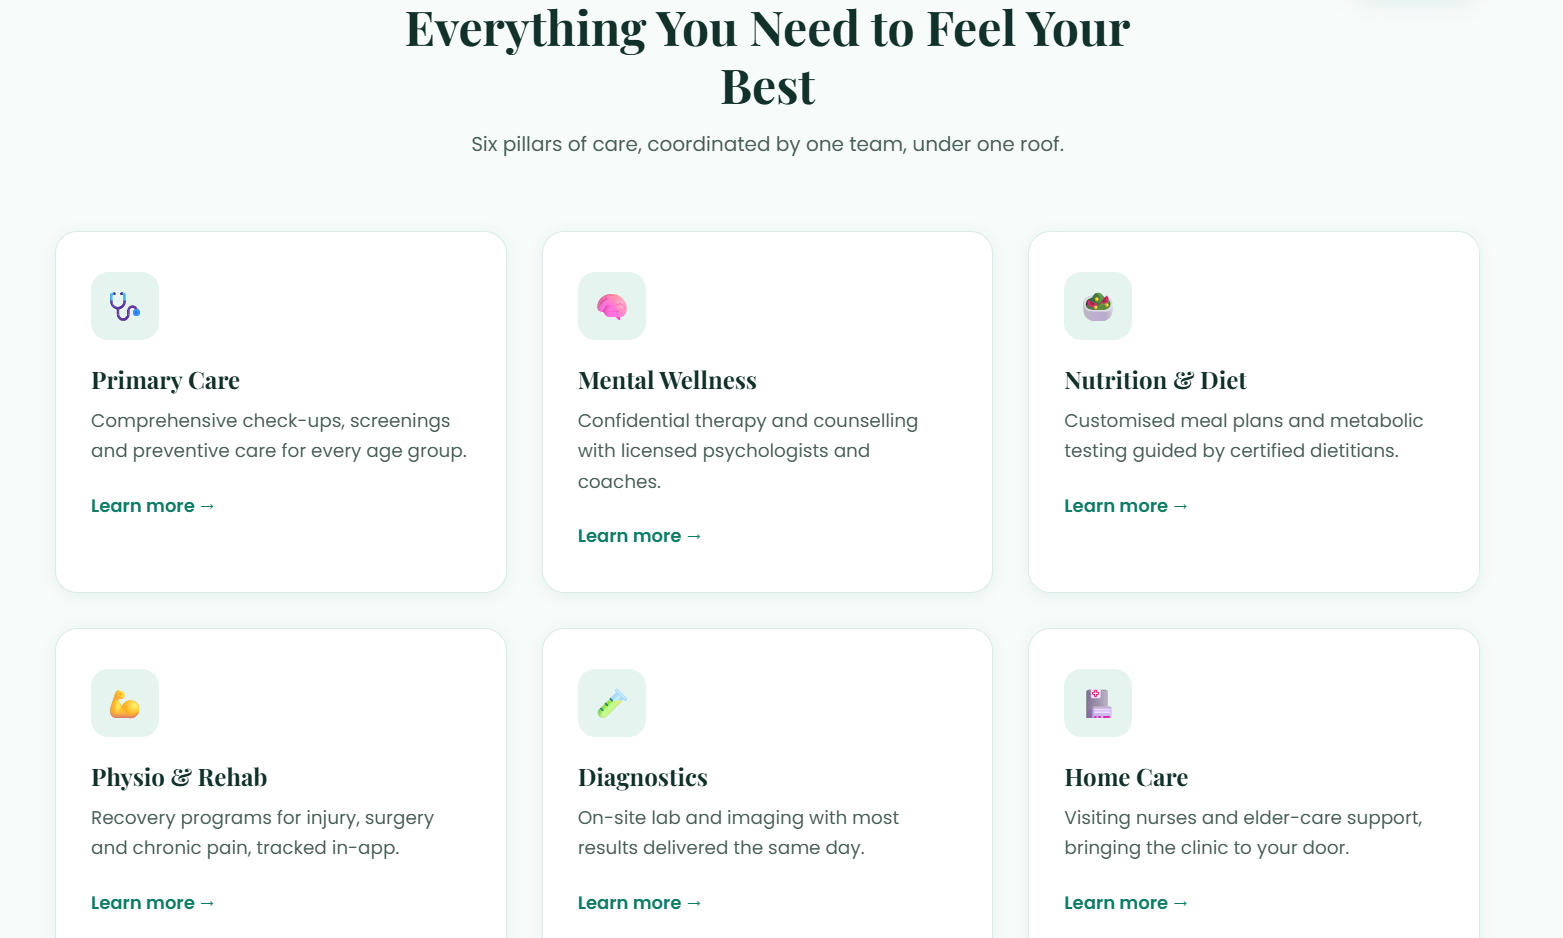 Everything You Need to Feel Your
Best
Six pillars of care, coordinated by one team, under one roof.
Primary Care
Comprehensive check-ups, screenings
and preventive care for every age group.
Learn more →
Mental Wellness
Confidential therapy and counselling
with licensed psychologists and
coaches.
Learn more →
Nutrition & Diet
Customised meal plans and metabolic
testing guided by certified dietitians.
Learn more →
Physio & Rehab
Recovery programs for injury, surgery
and chronic pain, tracked in-app.
Learn more →
Diagnostics
On-site lab and imaging with most
results delivered the same day.
Learn more →
Home Care
Visiting nurses and elder-care support,
bringing the clinic to your door.
Learn more →